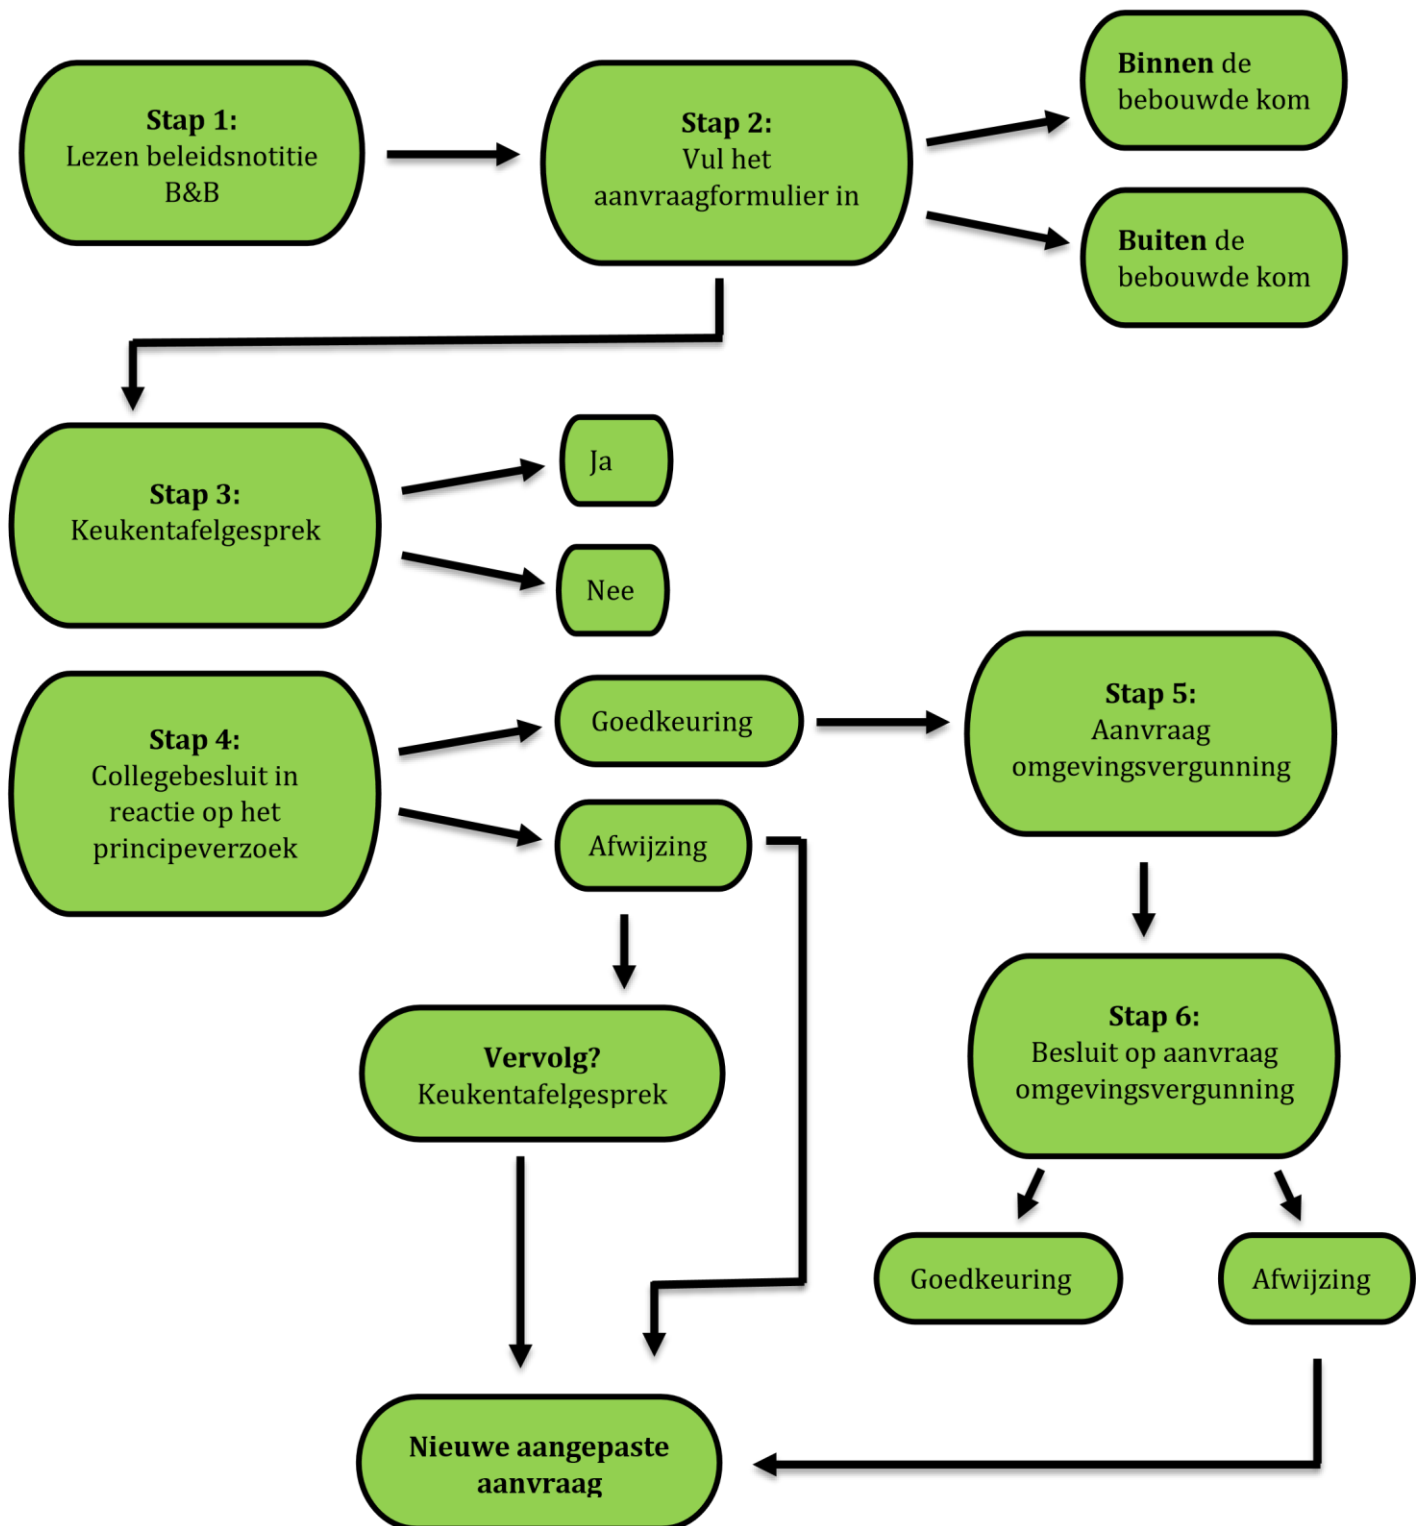 Stap 1:
Lezen beleidsnotitie
B&B
Stap 2:
Vul het
aanvraagformulier in
Binnen de
bebouwde kom
Buiten de
bebouwde kom
Stap 3:
Keukentafelgesprek
Ja
Nee
Stap 4:
Collegebesluit in
reactie op het
principeverzoek
Goedkeuring
Afwijzing
Stap 5:
Aanvraag
omgevingsvergunning
Vervolg?
Keukentafelgesprek
Stap 6:
Besluit op aanvraag
omgevingsvergunning
Goedkeuring
Afwijzing
Nieuwe aangepaste
aanvraag